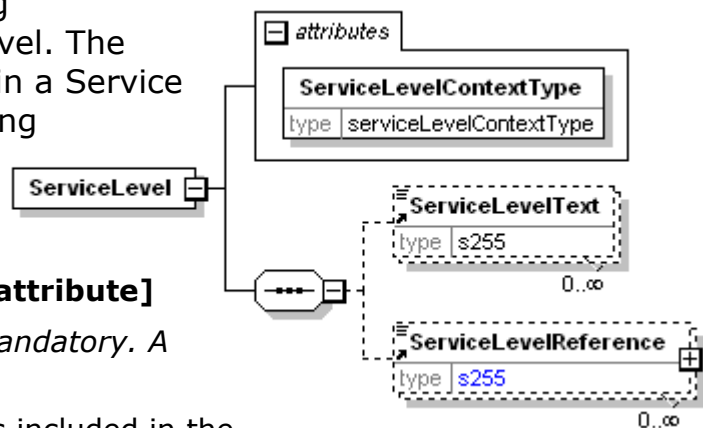 g
vel. The
in a Service
ng
attribute]
andatory. A
s included in the
attributes
ServiceLevelContextType
type serviceLevelContextType
ServiceLevel
ServiceLevelText
type s255
0..∞
ServiceLevelReference
type s255
0..∞